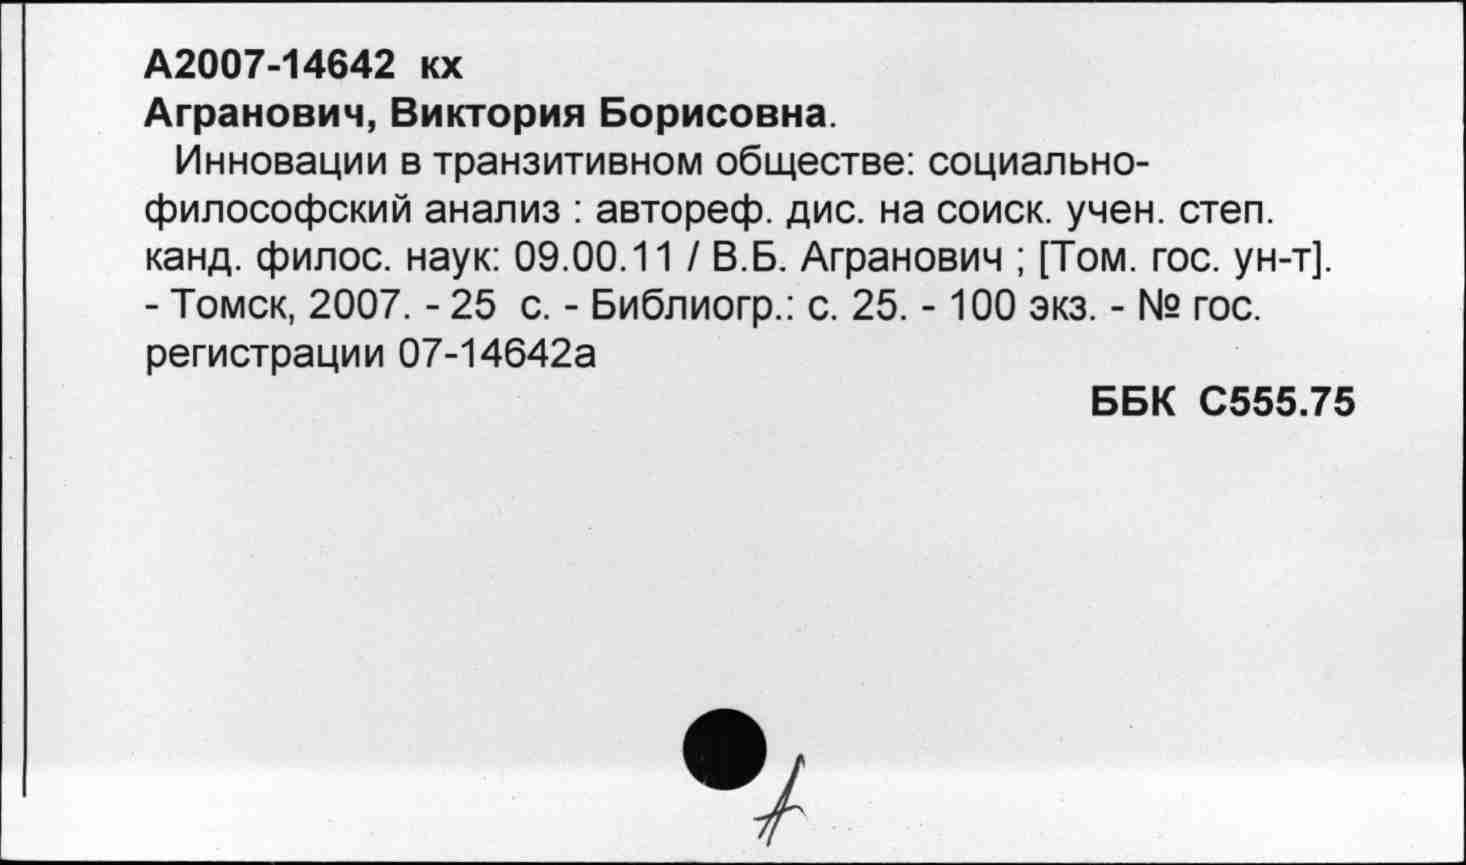 А2007-14642 кх
Агранович, Виктория Борисовна.
Инновации в транзитивном обществе: социально-
философский анализ : автореф. дис. на соиск. учен. степ.
канд. филос. наук: 09.00.11 / В.Б. Агранович ; [Том. гос. ун-т].
- Томск, 2007. - 25 с. - Библиогр.: с. 25. - 100 экз. - № гос.
регистрации 07-14642а
ББК С555.75
А